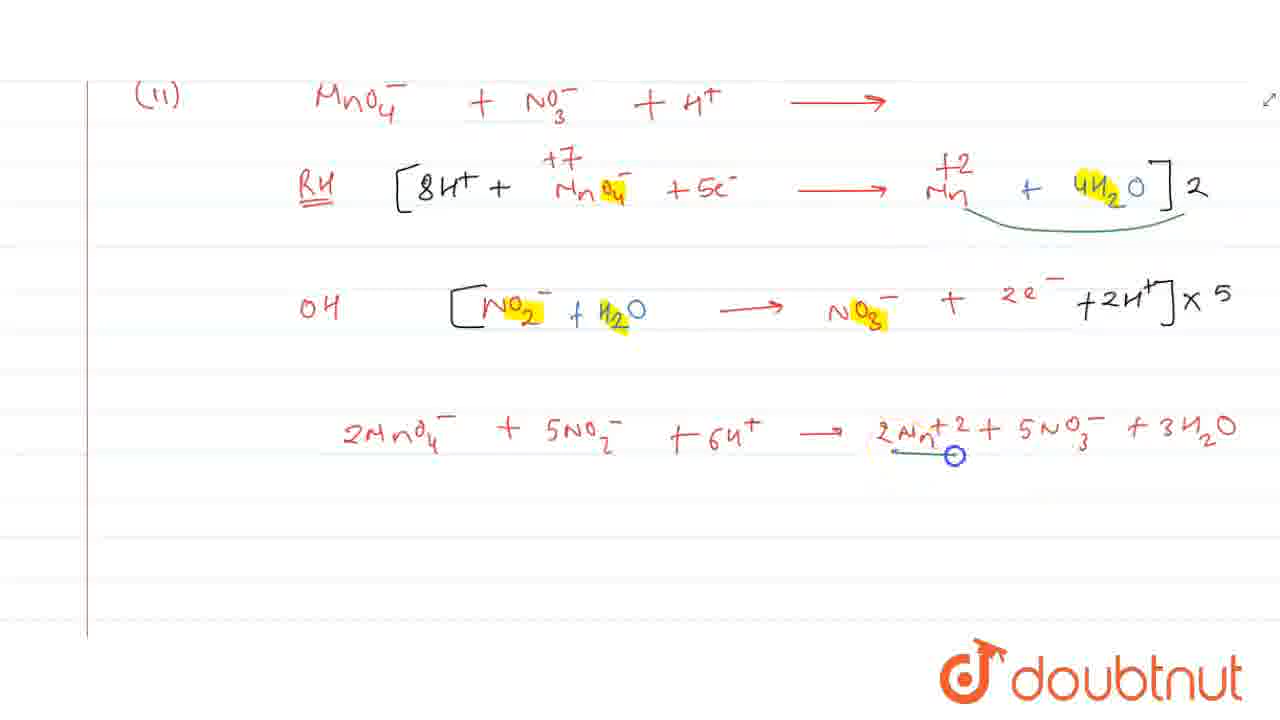 (11) MnO4⁻ + NO3⁻ + H⁺ ⟶
RH [8H⁺ + +7 MnO4⁻ + 5e⁻ ⟶ +2 Mn + 4H2O] 2
OH [NO2⁻ + H2O ⟶ NO3⁻ + 2e⁻ + 2H⁺] × 5
2MnO4⁻ + 5NO2⁻ + 6H⁺ ⟶ 2Mn⁺² + 5NO3⁻ + 3H2O
doubtnut